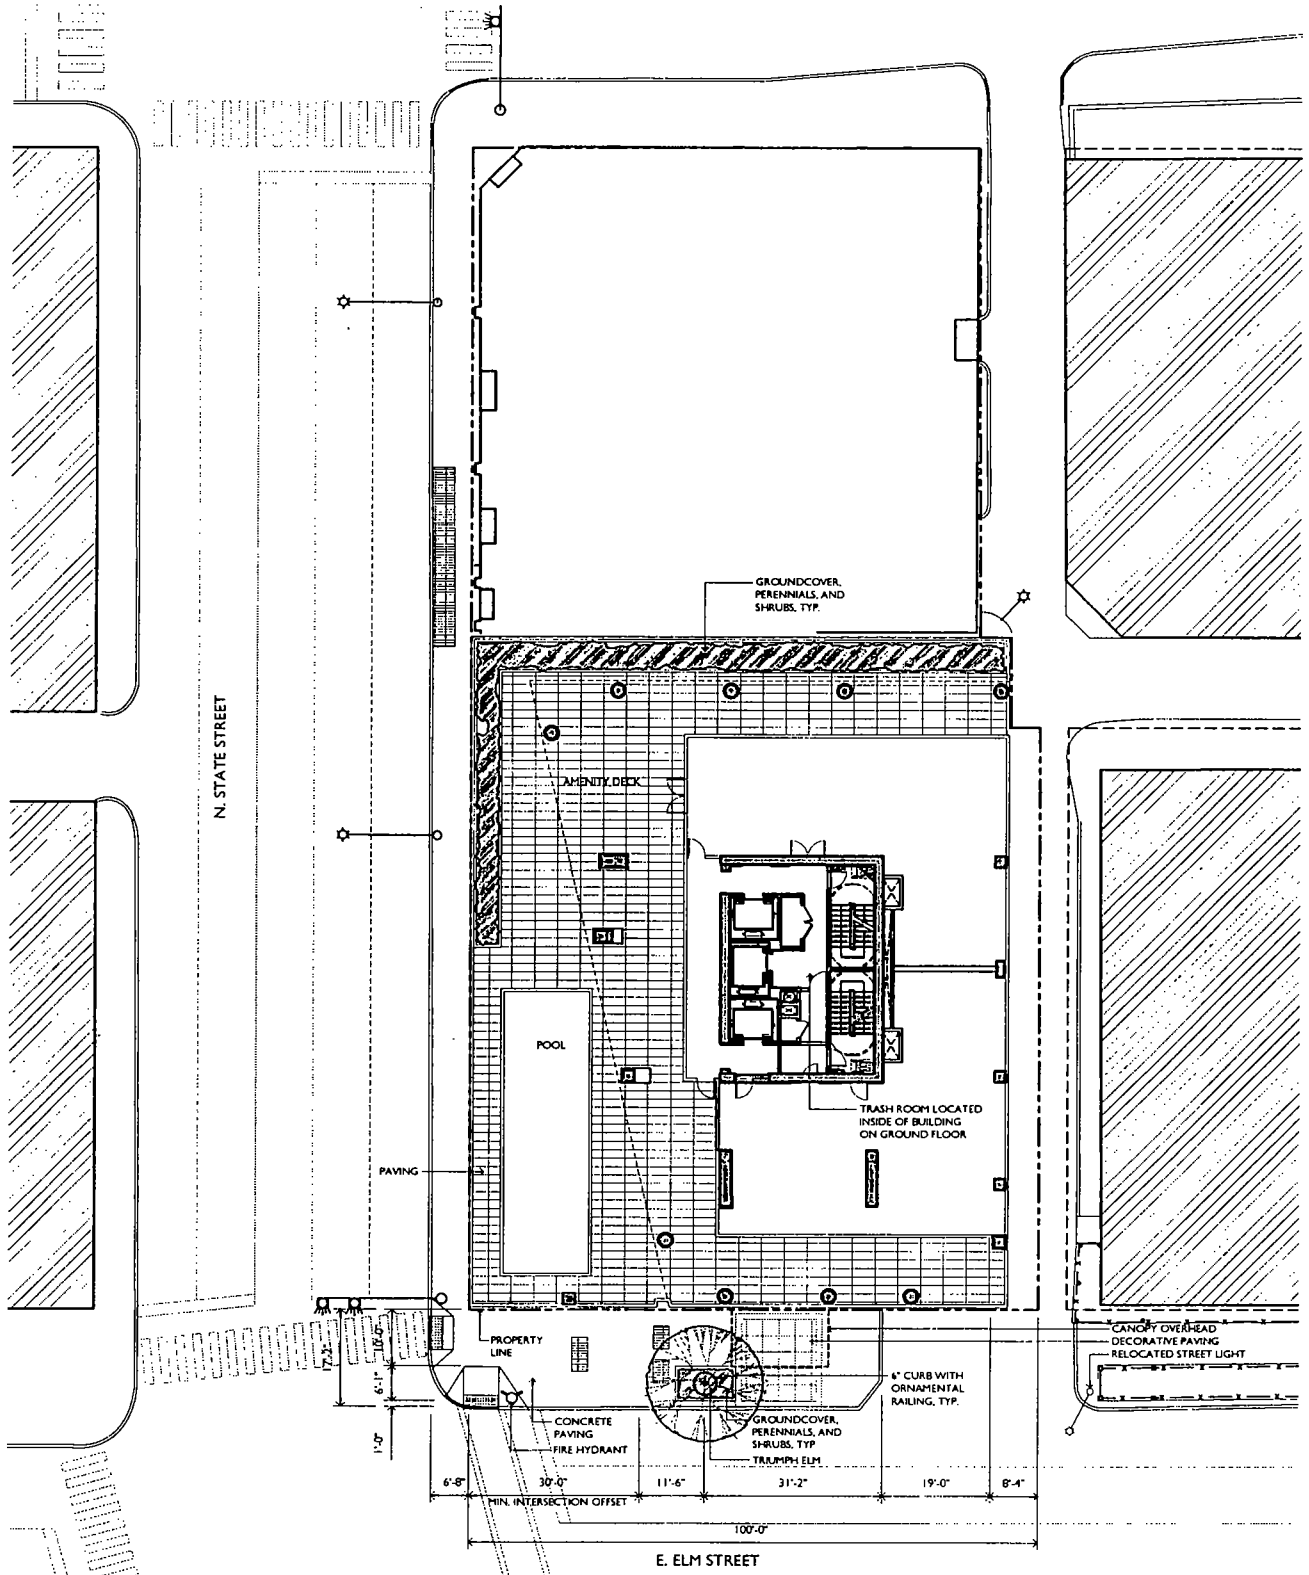 GROUNDCOVER,
PERENNIALS, AND
SHRUBS, TYP.
N. STATE STREET
AMENITY DECK
POOL
TRASH ROOM LOCATED
INSIDE OF BUILDING
ON GROUND FLOOR
PAVING
PROPERTY
LINE
CANOPY OVERHEAD
DECORATIVE PAVING
RELOCATED STREET LIGHT
6" CURB WITH
ORNAMENTAL
RAILING, TYP.
17'-5"
10'-0"
6'-1"
1'-0"
CONCRETE
PAVING
FIRE HYDRANT
GROUNDCOVER,
PERENNIALS, AND
SHRUBS, TYP
TRIUMPH ELM
6'-8"
30'-0"
11'-6"
31'-2"
19'-0"
8'-4"
MIN. INTERSECTION OFFSET
100'-0"
E. ELM STREET